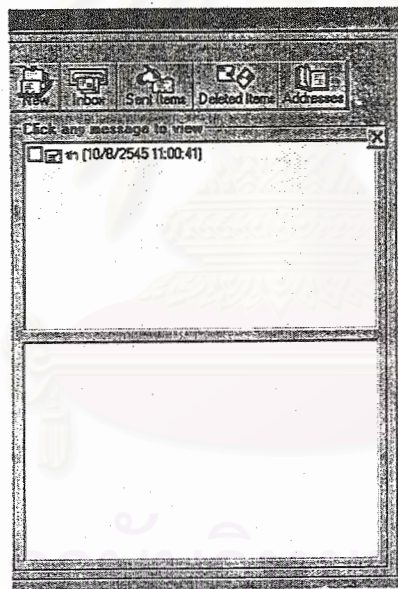 New Inbox Sent Items Deleted Items Addresses
Click any message to view
[10/8/2545 11:00:41]